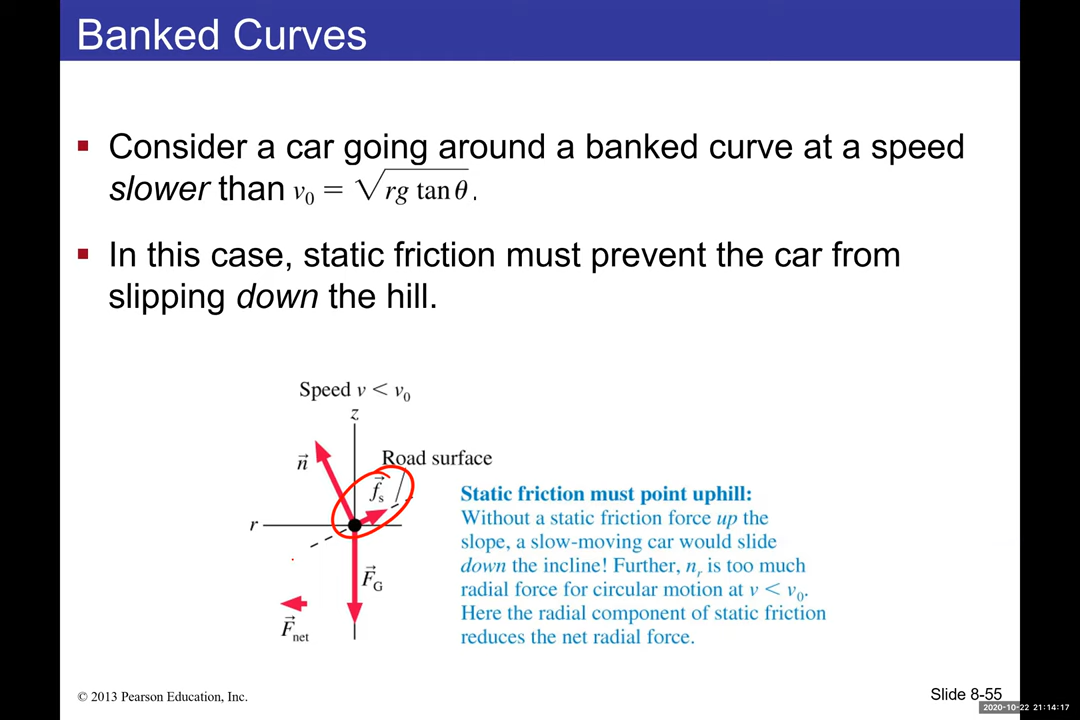 Banked Curves
▪ Consider a car going around a banked curve at a speed
slower than v₀ = √rg tan θ.
▪ In this case, static friction must prevent the car from
slipping down the hill.
Speed v < v₀
z
n⃗
Road surface
f⃗s
Static friction must point uphill:
Without a static friction force up the
r
slope, a slow-moving car would slide
down the incline! Further, nᵣ is too much
F⃗G
radial force for circular motion at v < v₀.
Here the radial component of static friction
F⃗net
reduces the net radial force.
© 2013 Pearson Education, Inc.
Slide 8-55
2020-10-22 21:14:17